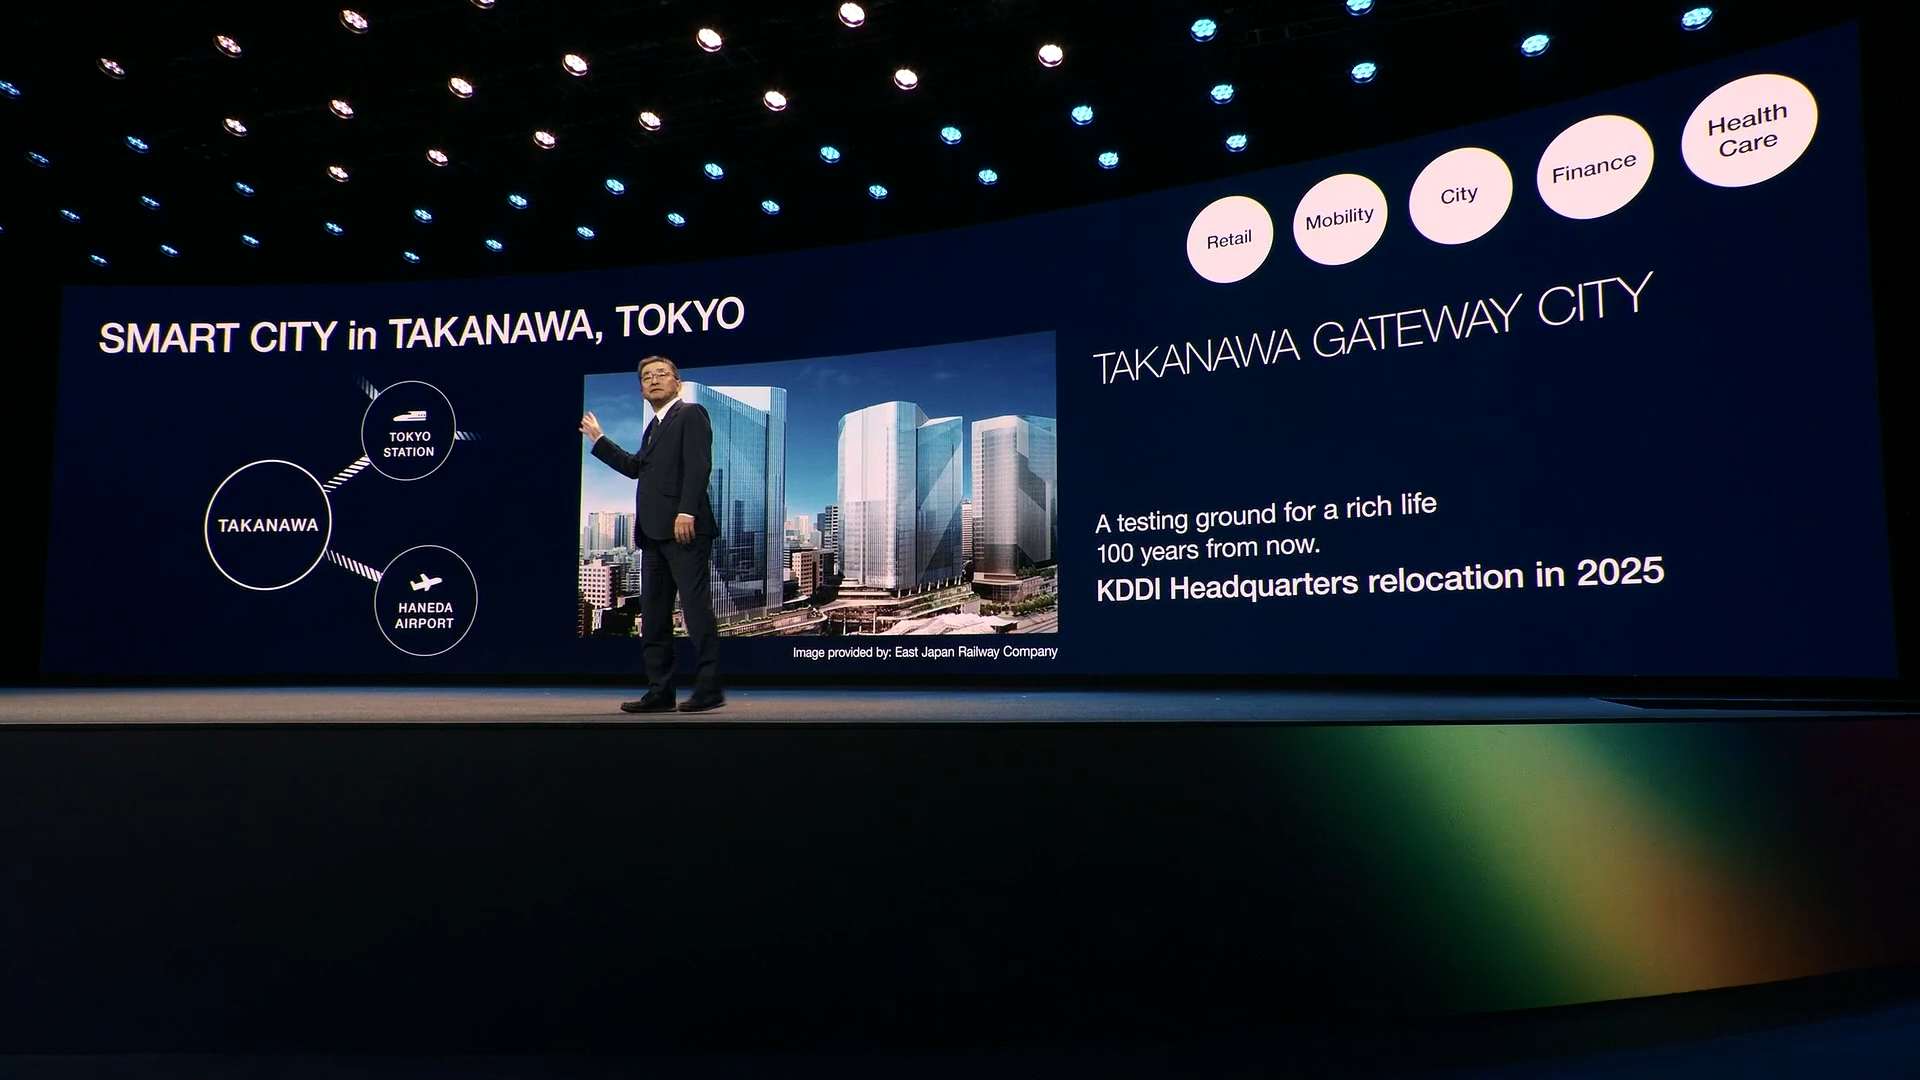 SMART CITY in TAKANAWA, TOKYO
TOKYO
STATION
TAKANAWA
HANEDA
AIRPORT
Image provided by: East Japan Railway Company
Retail
Mobility
City
Finance
Health
Care
TAKANAWA GATEWAY CITY
A testing ground for a rich life
100 years from now.
KDDI Headquarters relocation in 2025